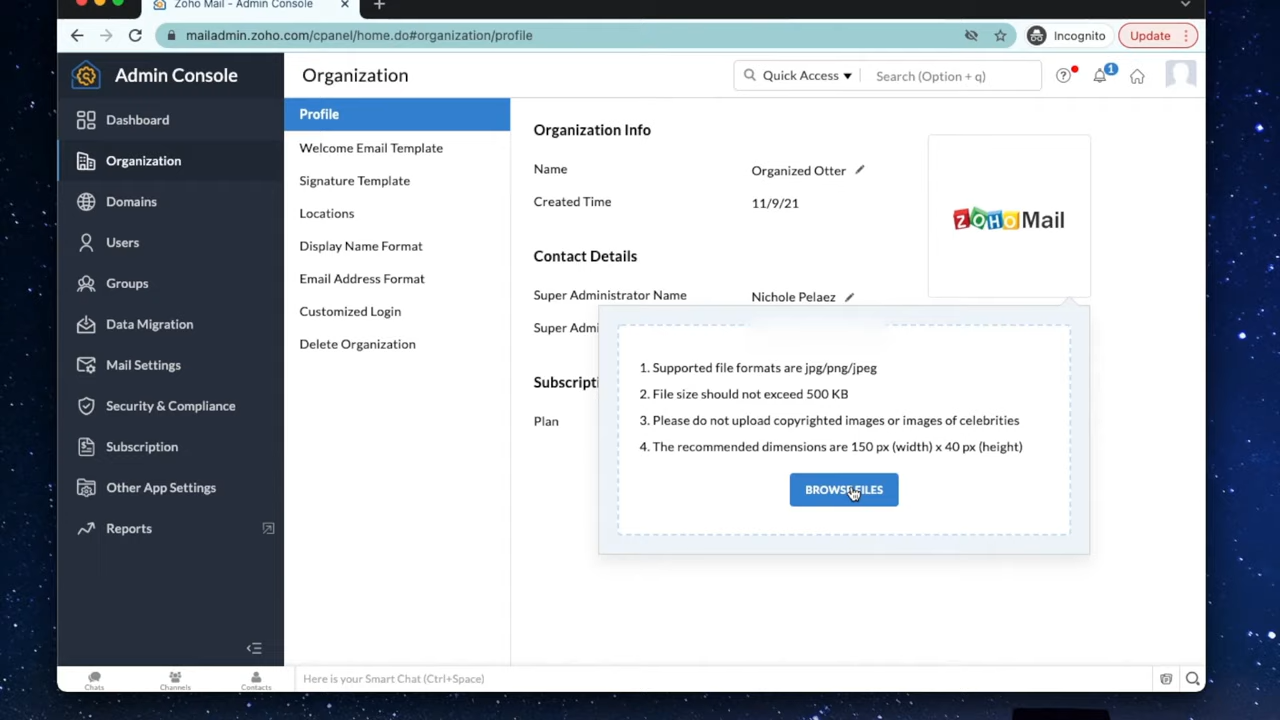 Zoho Mail - Admin Console
mailadmin.zoho.com/cpanel/home.do#organization/profile
Incognito
Update
Admin Console
Organization
Quick Access
Search (Option + q)
1
Dashboard
Organization
Domains
Users
Groups
Data Migration
Mail Settings
Security & Compliance
Subscription
Other App Settings
Reports
Profile
Welcome Email Template
Signature Template
Locations
Display Name Format
Email Address Format
Customized Login
Delete Organization
Organization Info
Name
Organized Otter
Created Time
11/9/21
ZOHO Mail
Contact Details
Super Administrator Name
Nichole Pelaez
Super Admi
Subscripti
Plan
1. Supported file formats are jpg/png/jpeg
2. File size should not exceed 500 KB
3. Please do not upload copyrighted images or images of celebrities
4. The recommended dimensions are 150 px (width) x 40 px (height)
BROWSE FILES
Chats
Channels
Contacts
Here is your Smart Chat (Ctrl+Space)